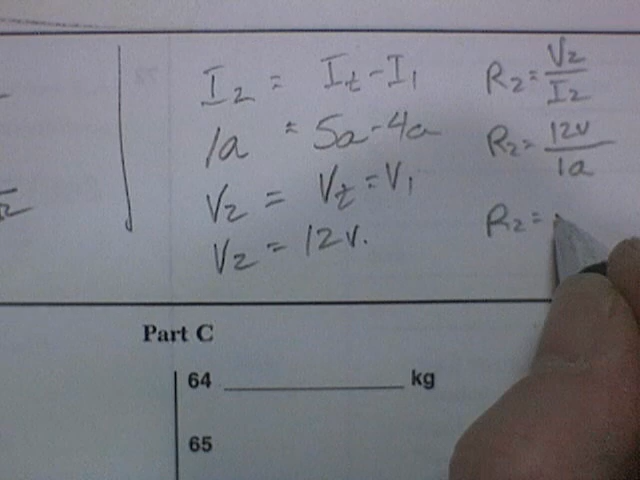 I2 = It - I1
1a = 5a - 4a
V2 = Vt = V1
V2 = 12v.
R2 = V2/I2
R2 = 12v/1a
R2 =
Part C
64 ____________ kg
65